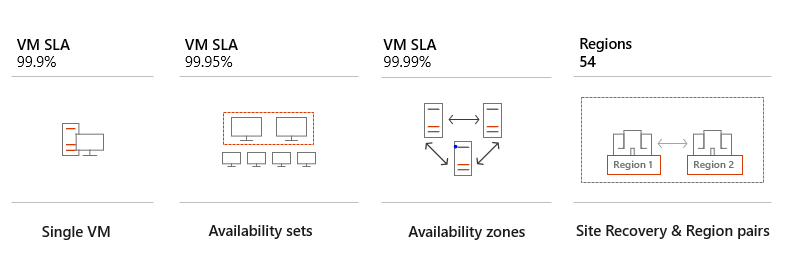 VM SLA
99.9%
VM SLA
99.95%
VM SLA
99.99%
Regions
54
Region 1
Region 2
Single VM
Availability sets
Availability zones
Site Recovery & Region pairs